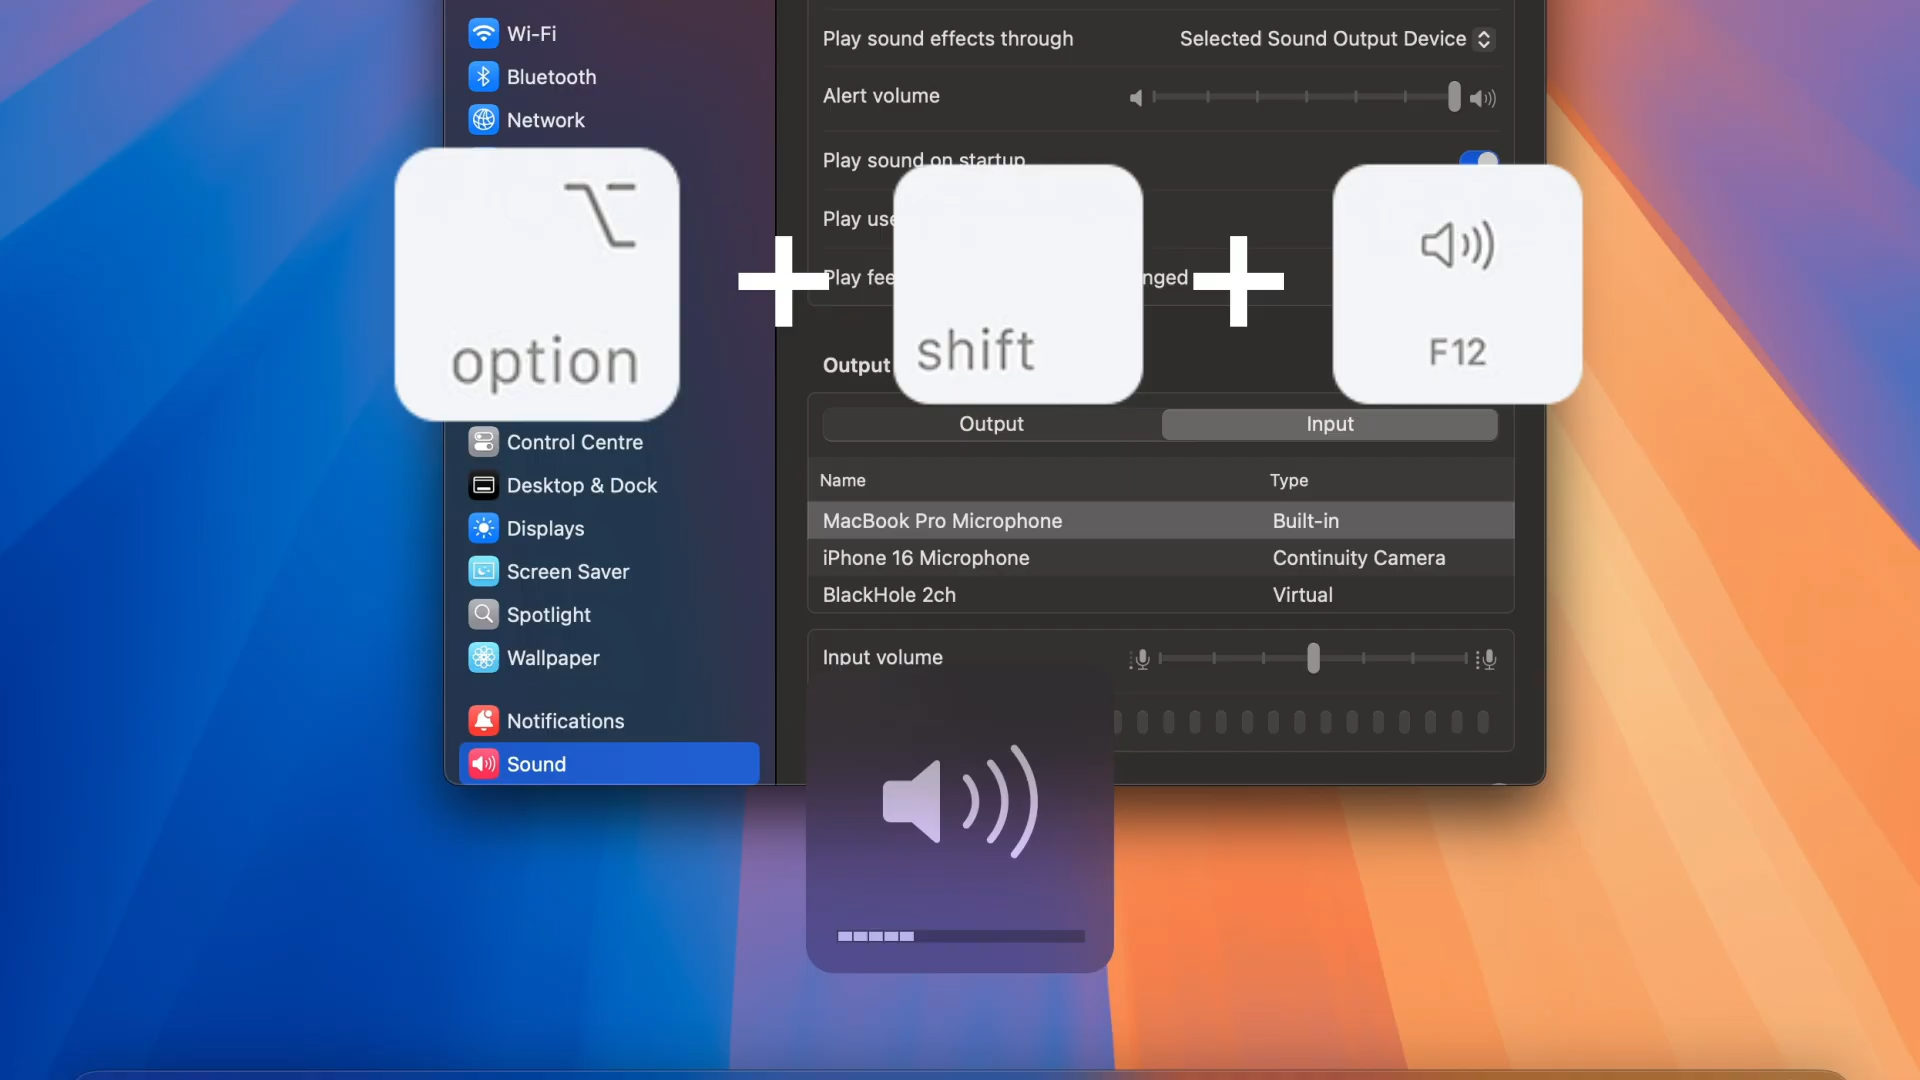 Wi-Fi
Bluetooth
Network
Control Centre
Desktop & Dock
Displays
Screen Saver
Spotlight
Wallpaper
Notifications
Sound
Play sound effects through Selected Sound Output Device
Alert volume
Play sound on startup
Play
Play
option
shift
F12
Output
Output Input
Name Type
MacBook Pro Microphone Built-in
iPhone 16 Microphone Continuity Camera
BlackHole 2ch Virtual
Input volume